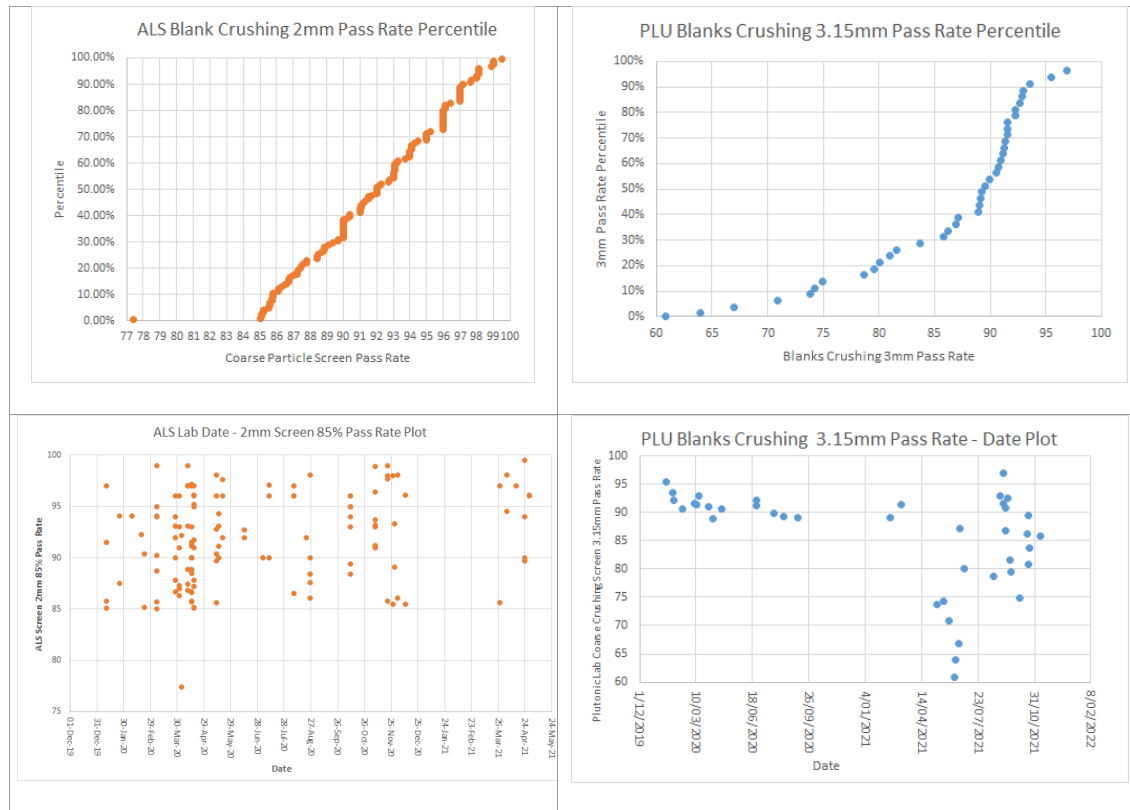 ALS Blank Crushing 2mm Pass Rate Percentile
100.00%
90.00%
80.00%
70.00%
60.00%
50.00%
40.00%
30.00%
20.00%
10.00%
0.00%
Percentile
77 78 79 80 81 82 83 84 85 86 87 88 89 90 91 92 93 94 95 96 97 98 99 100
Coarse Particle Screen Pass Rate
PLU Blanks Crushing 3.15mm Pass Rate Percentile
100%
90%
80%
70%
60%
50%
40%
30%
20%
10%
0%
3mm Pass Rate Percentile
60 65 70 75 80 85 90 95 100
Blanks Crushing 3mm Pass Rate
ALS Lab Date - 2mm Screen 85% Pass Rate Plot
100
95
90
85
80
75
ALS Screen 2mm 85% Pass Rate
01-Dec-19
31-Dec-19
30-Jan-20
29-Feb-20
30-Mar-20
29-Apr-20
29-May-20
28-Jun-20
28-Jul-20
27-Aug-20
26-Sep-20
26-Oct-20
25-Nov-20
25-Dec-20
24-Jan-21
23-Feb-21
25-Mar-21
24-Apr-21
24-May-21
Date
PLU Blanks Crushing 3.15mm Pass Rate - Date Plot
100
95
90
85
80
75
70
65
60
Plutonic Lab Coarse Crushing Screen 3.15mm Pass Rate
1/12/2019
10/03/2020
18/06/2020
26/09/2020
4/01/2021
14/04/2021
23/07/2021
31/10/2021
8/02/2022
Date